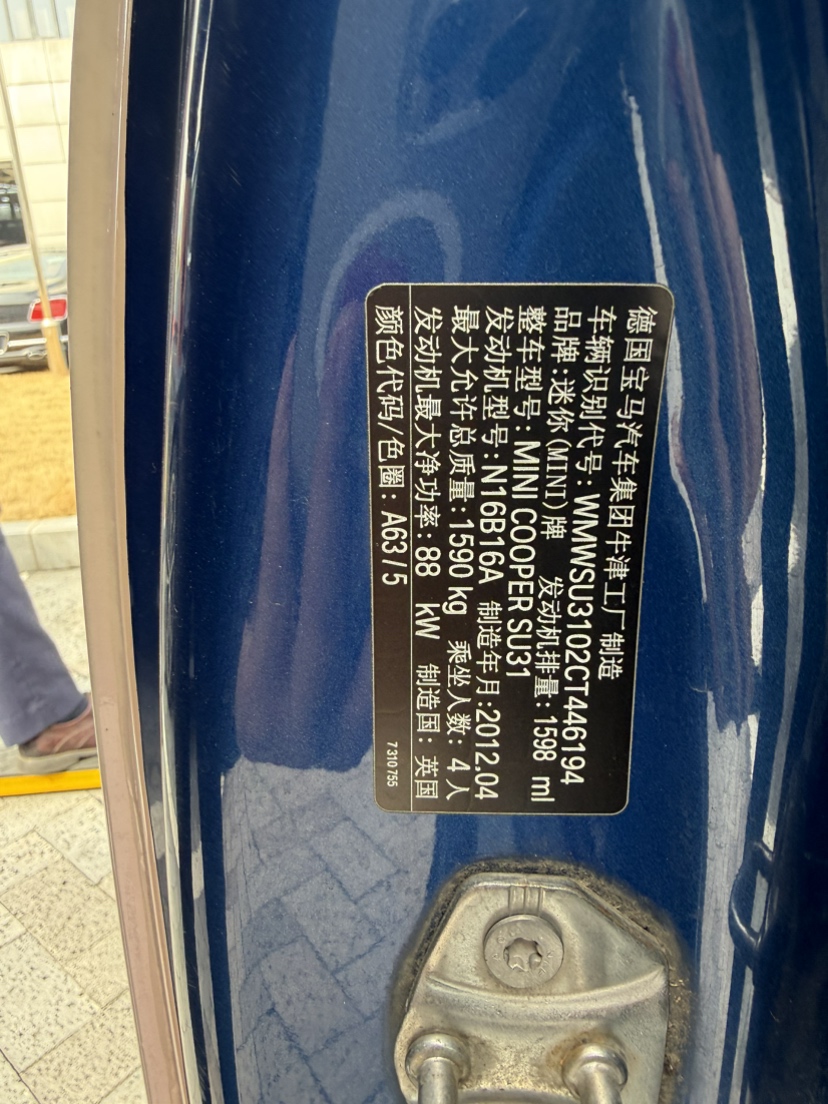 德国宝马汽车集团牛津工厂制造
车辆识别代号: WMWSU3102CT446194
品牌:迷你(MINI)牌 发动机排量: 1598 ml
整车型号: MINI COOPER SU31
发动机型号: N16B16A 制造年月:2012.04
最大允许总质量:1590 kg 乘坐人数: 4 人
发动机最大净功率: 88 kW 制造国: 英国
颜色代码/色圈: A63/5
7 310 755